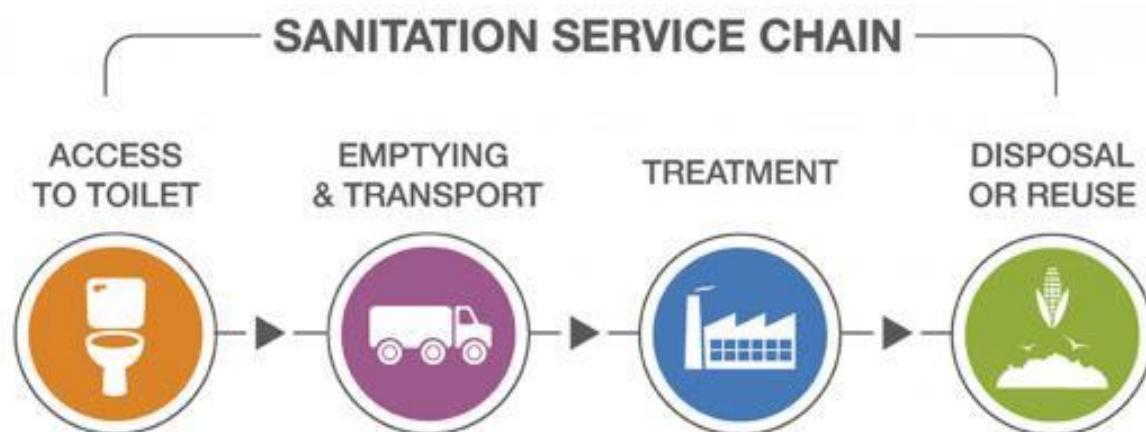 SANITATION SERVICE CHAIN
ACCESS
TO TOILET
EMPTYING
& TRANSPORT
TREATMENT
DISPOSAL
OR REUSE